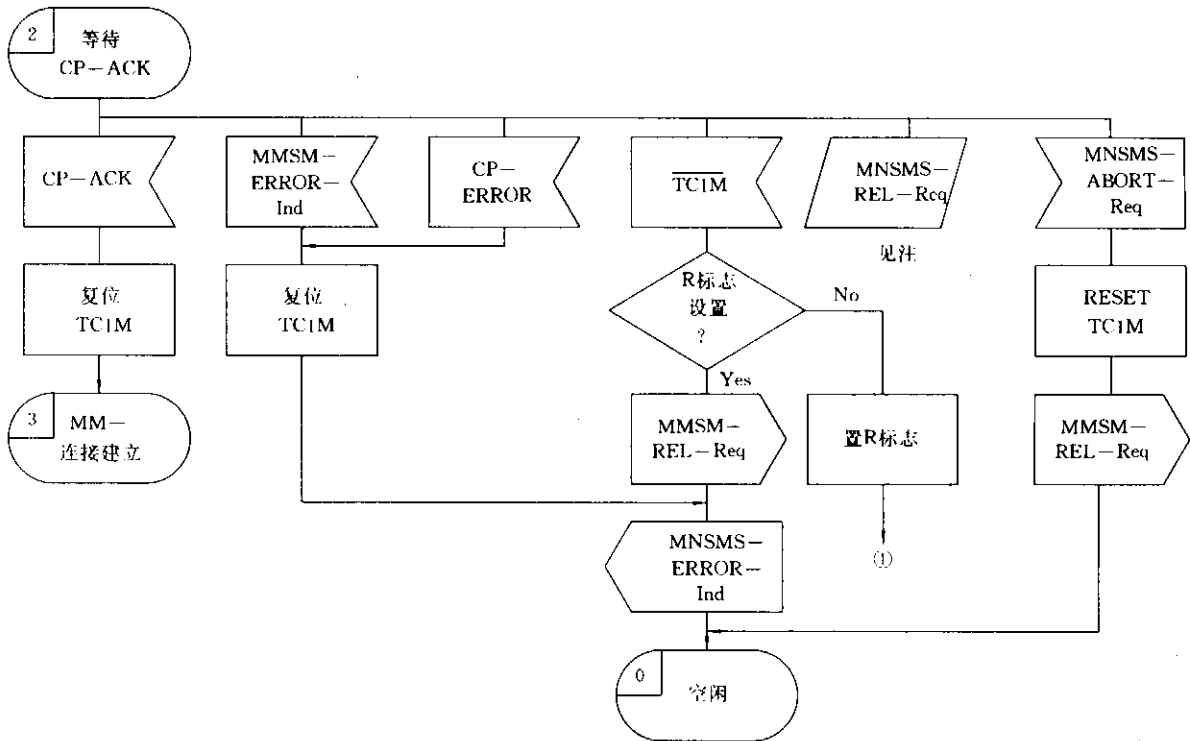 2
等待
CP－ACK
CP－ACK
MMSM－
ERROR－
Ind
CP－
ERROR
TC1M
MNSMS－
REL－Req
见注
MNSMS－
ABORT－
Req
复位
TC1M
复位
TC1M
R标志
设置
?
No
Yes
RESET
TC1M
3
MM－
连接建立
MMSM－
REL－Req
置R标志
MMSM－
REL－Req
MNSMS－
ERROR－
Ind
①
0
空闲